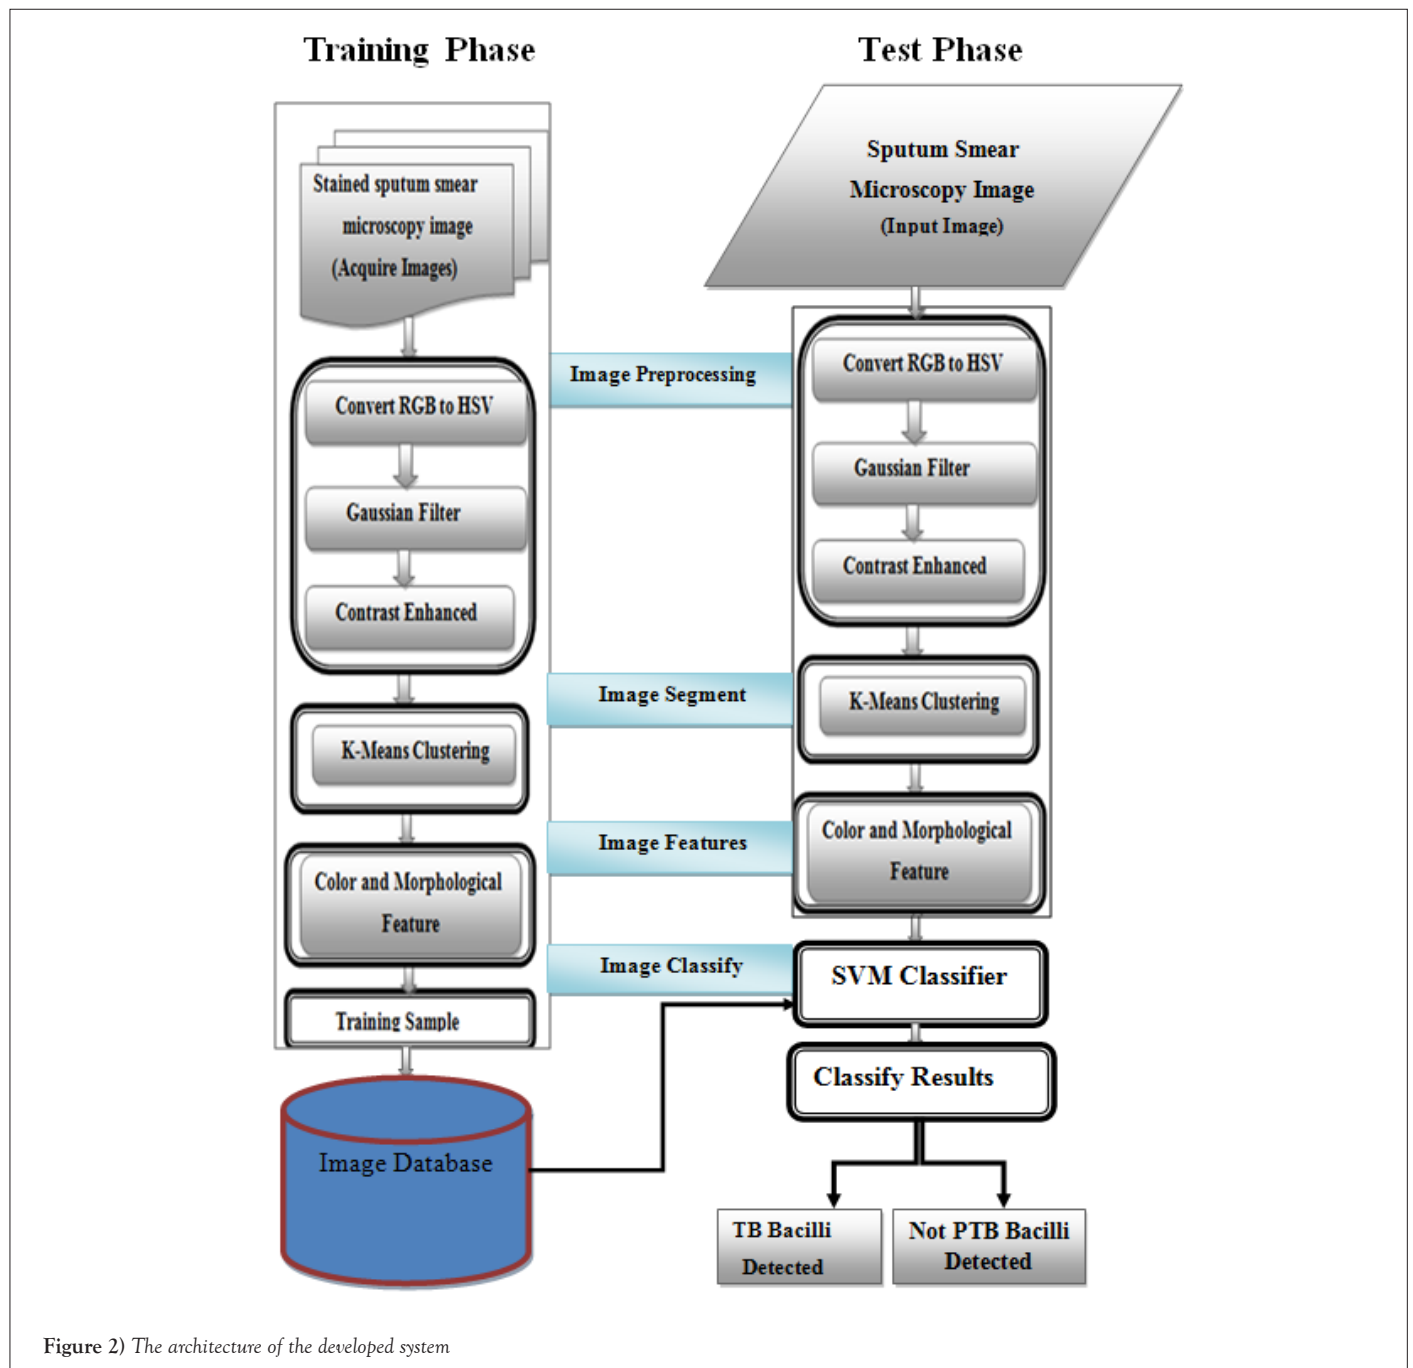 Training Phase
Stained sputum smear
microscopy image
(Acquire Images)
Convert RGB to HSV
Gaussian Filter
Contrast Enhanced
K-Means Clustering
Color and Morphological
Feature
Training Sample
Image Database
Image Preprocessing
Image Segment
Image Features
Image Classify
Test Phase
Sputum Smear
Microscopy Image
(Input Image)
Convert RGB to HSV
Gaussian Filter
Contrast Enhanced
K-Means Clustering
Color and Morphological
Feature
SVM Classifier
Classify Results
TB Bacilli
Detected
Not PTB Bacilli
Detected
Figure 2) The architecture of the developed system